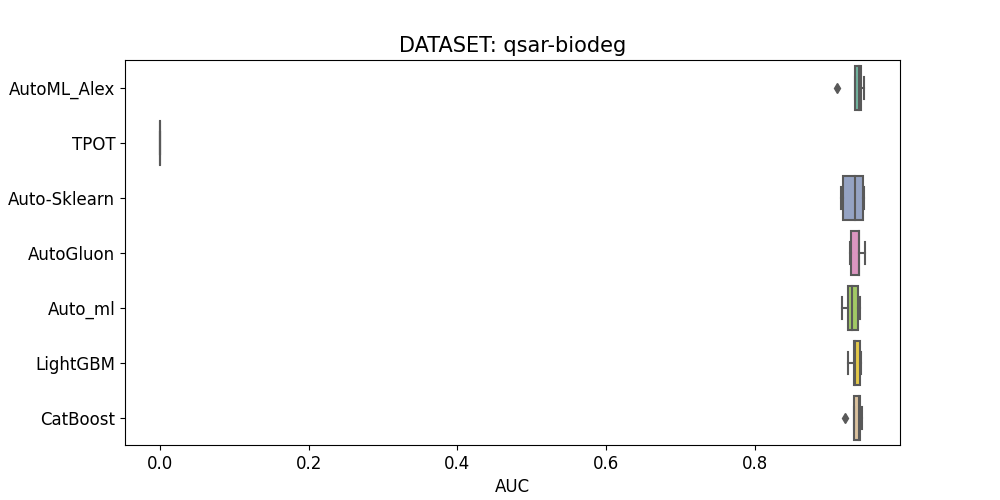 DATASET: qsar-biodeg
AutoML_Alex
TPOT
Auto-Sklearn
AutoGluon
Auto_ml
LightGBM
CatBoost
0.0 0.2 0.4 0.6 0.8
AUC